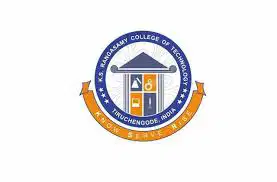 K.S. RANGASAMY COLLEGE OF TECHNOLOGY
TIRUCHENGODE, INDIA
KNOW SERVE RISE